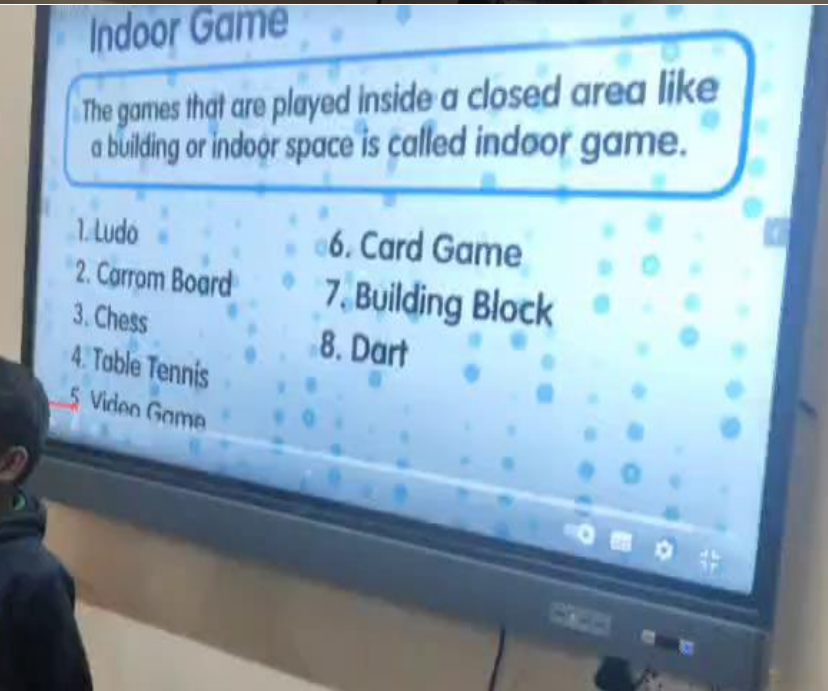 Indoor Game
The games that are played inside a closed area like
a building or indoor space is called indoor game.
1. Ludo
2. Carrom Board
3. Chess
4. Table Tennis
5 Video Game
6. Card Game
7. Building Block
8. Dart